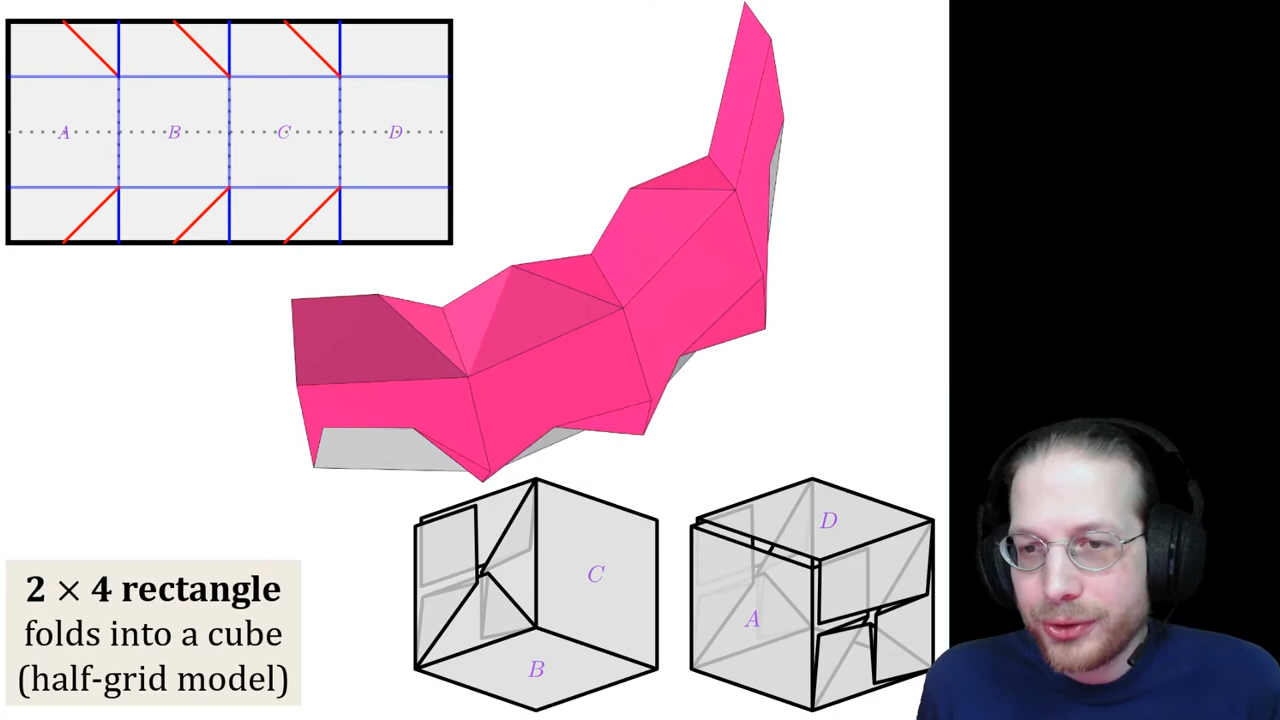 A B C D
C
B
D
A
2 × 4 rectangle
folds into a cube
(half-grid model)